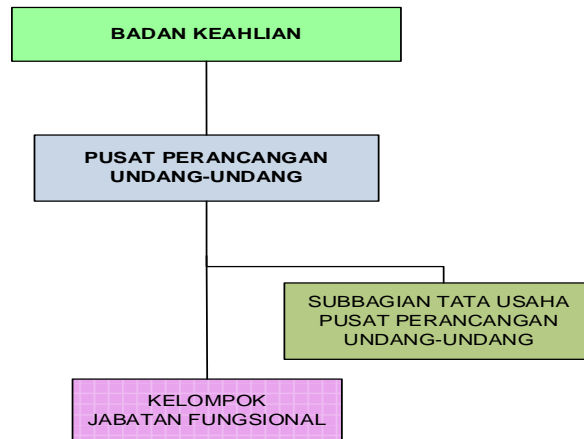 BADAN KEAHLIAN
PUSAT PERANCANGAN
UNDANG-UNDANG
SUBBAGIAN TATA USAHA
PUSAT PERANCANGAN
UNDANG-UNDANG
KELOMPOK
JABATAN FUNGSIONAL